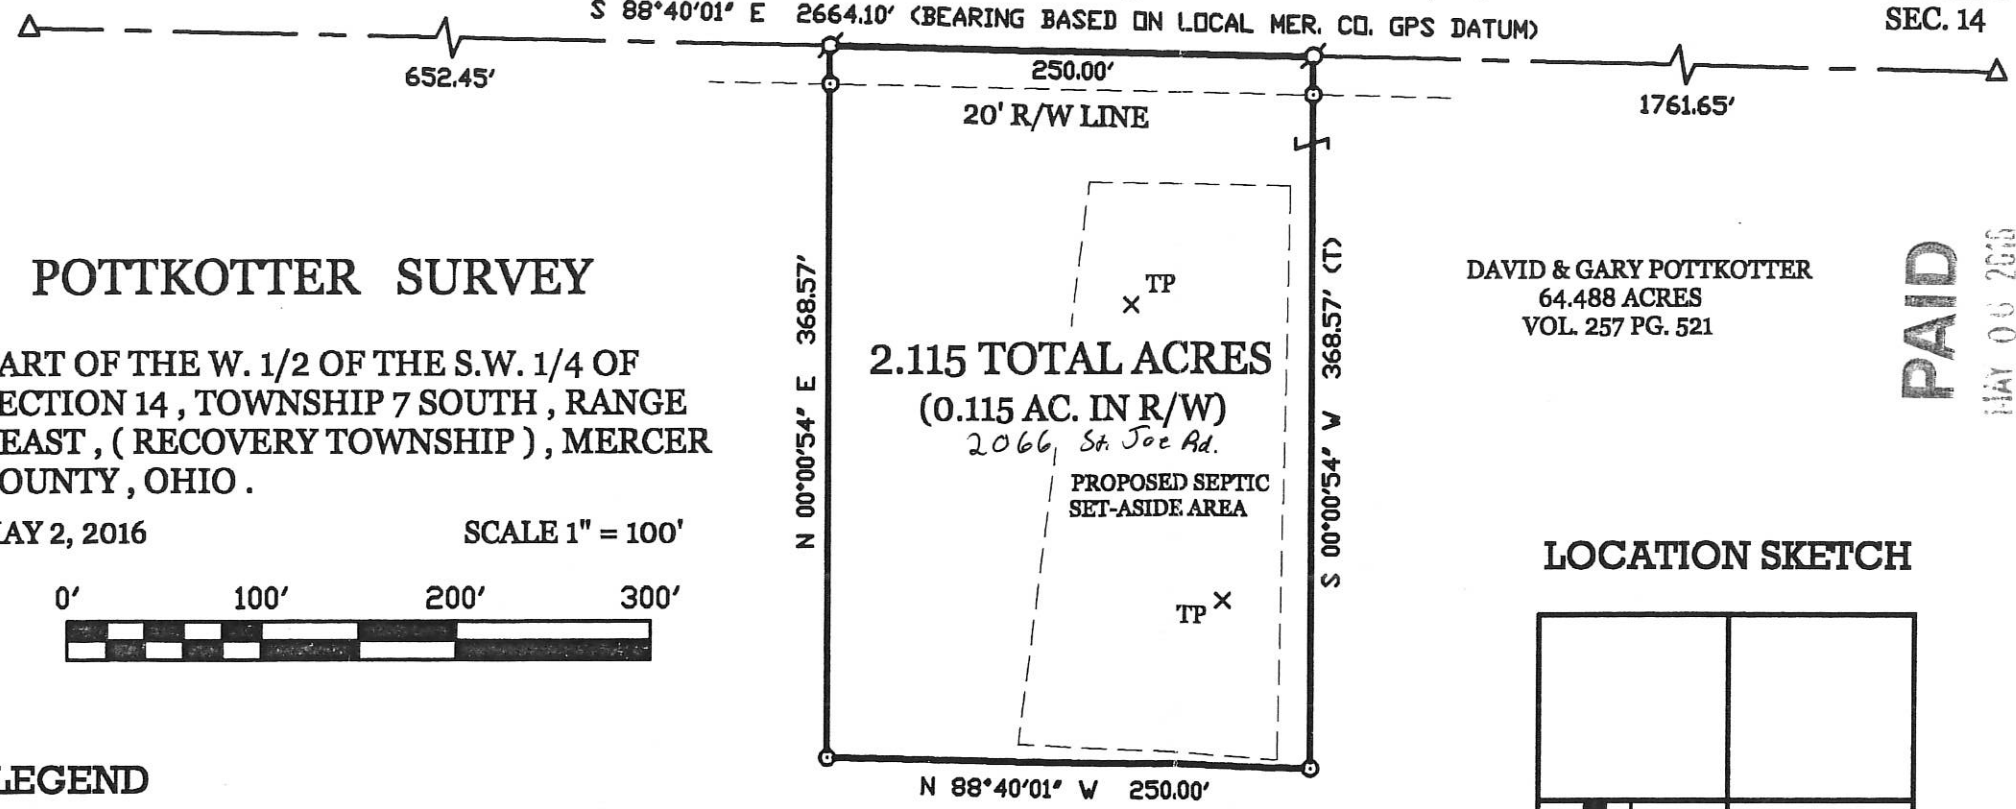 S 88°40'01" E 2664.10' (BEARING BASED ON LOCAL MER. CO. GPS DATUM)
SEC. 14
652.45'
250.00'
1761.65'
20' R/W LINE
POTTKOTTER SURVEY
ART OF THE W. 1/2 OF THE S.W. 1/4 OF
ECTION 14 , TOWNSHIP 7 SOUTH , RANGE
EAST , ( RECOVERY TOWNSHIP ) , MERCER
OUNTY , OHIO .
AY 2, 2016
SCALE 1" = 100'
0' 100' 200' 300'
LEGEND
N 00°00'54" E 368.57'
TP
2.115 TOTAL ACRES
(0.115 AC. IN R/W)
2066 St. Joe Rd.
PROPOSED SEPTIC
SET-ASIDE AREA
TP
S 00°00'54" W 368.57' (T)
N 88°40'01" W 250.00'
DAVID & GARY POTTKOTTER
64.488 ACRES
VOL. 257 PG. 521
PAID
MAY 06 2016
LOCATION SKETCH